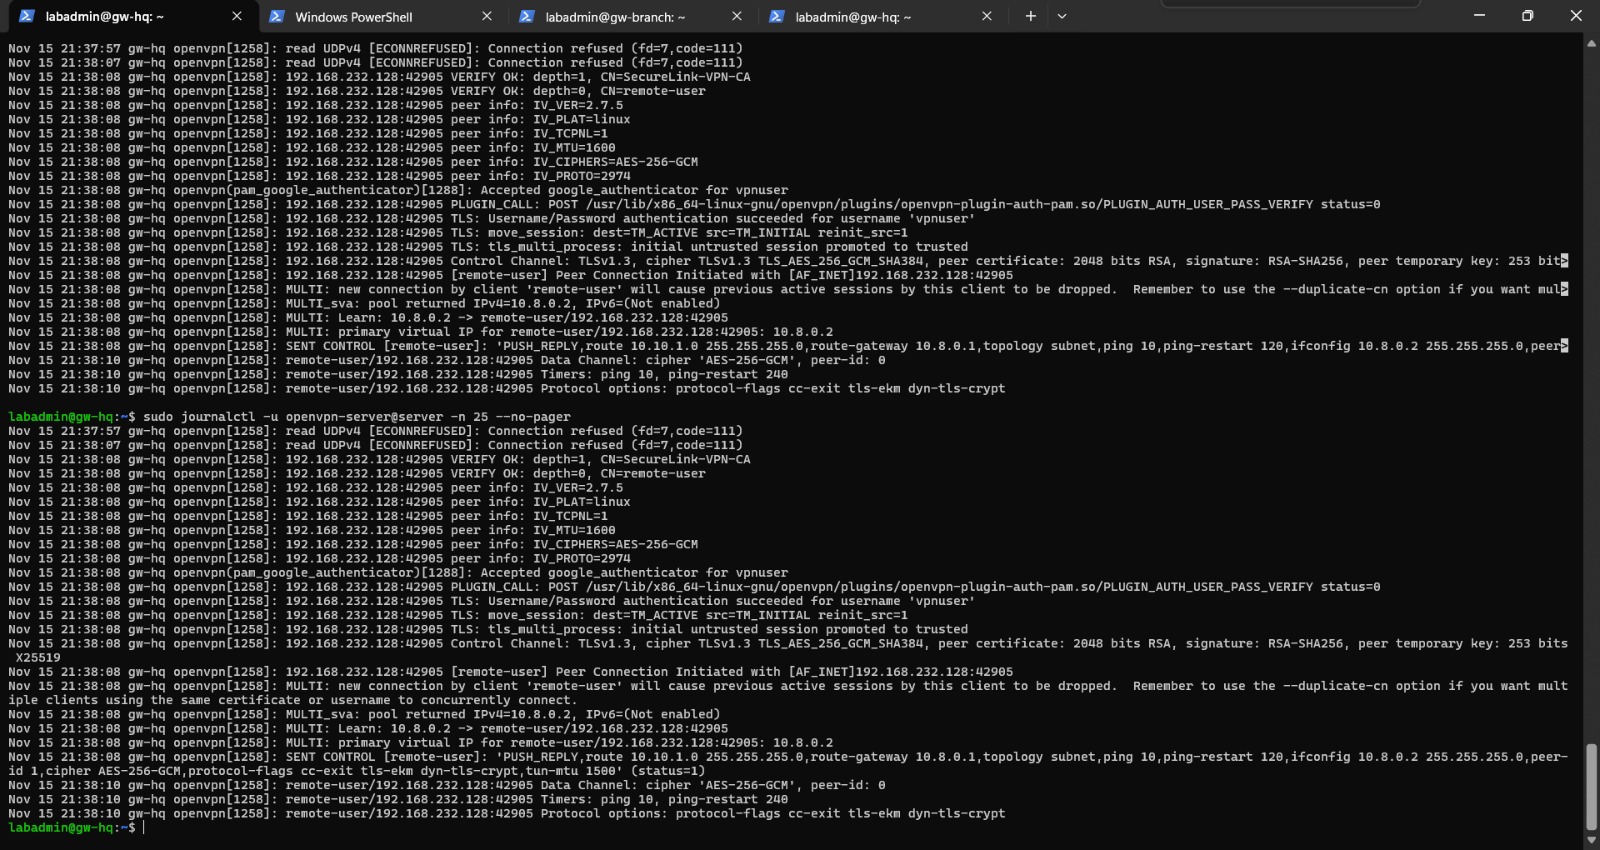 labadmin@gw-hq: ~
Windows PowerShell
labadmin@gw-branch: ~
labadmin@gw-hq: ~
Nov 15 21:37:57 gw-hq openvpn[1258]: read UDPv4 [ECONNREFUSED]: Connection refused (fd=7,code=111)
Nov 15 21:38:07 gw-hq openvpn[1258]: read UDPv4 [ECONNREFUSED]: Connection refused (fd=7,code=111)
Nov 15 21:38:08 gw-hq openvpn[1258]: 192.168.232.128:42905 VERIFY OK: depth=1, CN=SecureLink-VPN-CA
Nov 15 21:38:08 gw-hq openvpn[1258]: 192.168.232.128:42905 VERIFY OK: depth=0, CN=remote-user
Nov 15 21:38:08 gw-hq openvpn[1258]: 192.168.232.128:42905 peer info: IV_VER=2.7.5
Nov 15 21:38:08 gw-hq openvpn[1258]: 192.168.232.128:42905 peer info: IV_PLAT=linux
Nov 15 21:38:08 gw-hq openvpn[1258]: 192.168.232.128:42905 peer info: IV_TCPNL=1
Nov 15 21:38:08 gw-hq openvpn[1258]: 192.168.232.128:42905 peer info: IV_MTU=1600
Nov 15 21:38:08 gw-hq openvpn[1258]: 192.168.232.128:42905 peer info: IV_CIPHERS=AES-256-GCM
Nov 15 21:38:08 gw-hq openvpn[1258]: 192.168.232.128:42905 peer info: IV_PROTO=2974
Nov 15 21:38:08 gw-hq openvpn(pam_google_authenticator)[1288]: Accepted google_authenticator for vpnuser
Nov 15 21:38:08 gw-hq openvpn[1258]: 192.168.232.128:42905 PLUGIN_CALL: POST /usr/lib/x86_64-linux-gnu/openvpn/plugins/openvpn-plugin-auth-pam.so/PLUGIN_AUTH_USER_PASS_VERIFY status=0
Nov 15 21:38:08 gw-hq openvpn[1258]: 192.168.232.128:42905 TLS: Username/Password authentication succeeded for username 'vpnuser'
Nov 15 21:38:08 gw-hq openvpn[1258]: 192.168.232.128:42905 TLS: move_session: dest=TM_ACTIVE src=TM_INITIAL reinit_src=1
Nov 15 21:38:08 gw-hq openvpn[1258]: 192.168.232.128:42905 TLS: tls_multi_process: initial untrusted session promoted to trusted
Nov 15 21:38:08 gw-hq openvpn[1258]: 192.168.232.128:42905 Control Channel: TLSv1.3, cipher TLSv1.3 TLS_AES_256_GCM_SHA384, peer certificate: 2048 bits RSA, signature: RSA-SHA256, peer temporary key: 253 bit>
Nov 15 21:38:08 gw-hq openvpn[1258]: 192.168.232.128:42905 [remote-user] Peer Connection Initiated with [AF_INET]192.168.232.128:42905
Nov 15 21:38:08 gw-hq openvpn[1258]: MULTI: new connection by client 'remote-user' will cause previous active sessions by this client to be dropped.  Remember to use the --duplicate-cn option if you want mul>
Nov 15 21:38:08 gw-hq openvpn[1258]: MULTI_sva: pool returned IPv4=10.8.0.2, IPv6=(Not enabled)
Nov 15 21:38:08 gw-hq openvpn[1258]: MULTI: Learn: 10.8.0.2 -> remote-user/192.168.232.128:42905
Nov 15 21:38:08 gw-hq openvpn[1258]: MULTI: primary virtual IP for remote-user/192.168.232.128:42905: 10.8.0.2
Nov 15 21:38:08 gw-hq openvpn[1258]: SENT CONTROL [remote-user]: 'PUSH_REPLY,route 10.10.1.0 255.255.255.0,route-gateway 10.8.0.1,topology subnet,ping 10,ping-restart 120,ifconfig 10.8.0.2 255.255.255.0,peer>
Nov 15 21:38:10 gw-hq openvpn[1258]: remote-user/192.168.232.128:42905 Data Channel: cipher 'AES-256-GCM', peer-id: 0
Nov 15 21:38:10 gw-hq openvpn[1258]: remote-user/192.168.232.128:42905 Timers: ping 10, ping-restart 240
Nov 15 21:38:10 gw-hq openvpn[1258]: remote-user/192.168.232.128:42905 Protocol options: protocol-flags cc-exit tls-ekm dyn-tls-crypt
labadmin@gw-hq:~$ sudo journalctl -u openvpn-server@server -n 25 --no-pager
Nov 15 21:37:57 gw-hq openvpn[1258]: read UDPv4 [ECONNREFUSED]: Connection refused (fd=7,code=111)
Nov 15 21:38:07 gw-hq openvpn[1258]: read UDPv4 [ECONNREFUSED]: Connection refused (fd=7,code=111)
Nov 15 21:38:08 gw-hq openvpn[1258]: 192.168.232.128:42905 VERIFY OK: depth=1, CN=SecureLink-VPN-CA
Nov 15 21:38:08 gw-hq openvpn[1258]: 192.168.232.128:42905 VERIFY OK: depth=0, CN=remote-user
Nov 15 21:38:08 gw-hq openvpn[1258]: 192.168.232.128:42905 peer info: IV_VER=2.7.5
Nov 15 21:38:08 gw-hq openvpn[1258]: 192.168.232.128:42905 peer info: IV_PLAT=linux
Nov 15 21:38:08 gw-hq openvpn[1258]: 192.168.232.128:42905 peer info: IV_TCPNL=1
Nov 15 21:38:08 gw-hq openvpn[1258]: 192.168.232.128:42905 peer info: IV_MTU=1600
Nov 15 21:38:08 gw-hq openvpn[1258]: 192.168.232.128:42905 peer info: IV_CIPHERS=AES-256-GCM
Nov 15 21:38:08 gw-hq openvpn[1258]: 192.168.232.128:42905 peer info: IV_PROTO=2974
Nov 15 21:38:08 gw-hq openvpn(pam_google_authenticator)[1288]: Accepted google_authenticator for vpnuser
Nov 15 21:38:08 gw-hq openvpn[1258]: 192.168.232.128:42905 PLUGIN_CALL: POST /usr/lib/x86_64-linux-gnu/openvpn/plugins/openvpn-plugin-auth-pam.so/PLUGIN_AUTH_USER_PASS_VERIFY status=0
Nov 15 21:38:08 gw-hq openvpn[1258]: 192.168.232.128:42905 TLS: Username/Password authentication succeeded for username 'vpnuser'
Nov 15 21:38:08 gw-hq openvpn[1258]: 192.168.232.128:42905 TLS: move_session: dest=TM_ACTIVE src=TM_INITIAL reinit_src=1
Nov 15 21:38:08 gw-hq openvpn[1258]: 192.168.232.128:42905 TLS: tls_multi_process: initial untrusted session promoted to trusted
Nov 15 21:38:08 gw-hq openvpn[1258]: 192.168.232.128:42905 Control Channel: TLSv1.3, cipher TLSv1.3 TLS_AES_256_GCM_SHA384, peer certificate: 2048 bits RSA, signature: RSA-SHA256, peer temporary key: 253 bits
 X25519
Nov 15 21:38:08 gw-hq openvpn[1258]: 192.168.232.128:42905 [remote-user] Peer Connection Initiated with [AF_INET]192.168.232.128:42905
Nov 15 21:38:08 gw-hq openvpn[1258]: MULTI: new connection by client 'remote-user' will cause previous active sessions by this client to be dropped.  Remember to use the --duplicate-cn option if you want mult
iple clients using the same certificate or username to concurrently connect.
Nov 15 21:38:08 gw-hq openvpn[1258]: MULTI_sva: pool returned IPv4=10.8.0.2, IPv6=(Not enabled)
Nov 15 21:38:08 gw-hq openvpn[1258]: MULTI: Learn: 10.8.0.2 -> remote-user/192.168.232.128:42905
Nov 15 21:38:08 gw-hq openvpn[1258]: MULTI: primary virtual IP for remote-user/192.168.232.128:42905: 10.8.0.2
Nov 15 21:38:08 gw-hq openvpn[1258]: SENT CONTROL [remote-user]: 'PUSH_REPLY,route 10.10.1.0 255.255.255.0,route-gateway 10.8.0.1,topology subnet,ping 10,ping-restart 120,ifconfig 10.8.0.2 255.255.255.0,peer-
id 1,cipher AES-256-GCM,protocol-flags cc-exit tls-ekm dyn-tls-crypt,tun-mtu 1500' (status=1)
Nov 15 21:38:10 gw-hq openvpn[1258]: remote-user/192.168.232.128:42905 Data Channel: cipher 'AES-256-GCM', peer-id: 0
Nov 15 21:38:10 gw-hq openvpn[1258]: remote-user/192.168.232.128:42905 Timers: ping 10, ping-restart 240
Nov 15 21:38:10 gw-hq openvpn[1258]: remote-user/192.168.232.128:42905 Protocol options: protocol-flags cc-exit tls-ekm dyn-tls-crypt
labadmin@gw-hq:~$